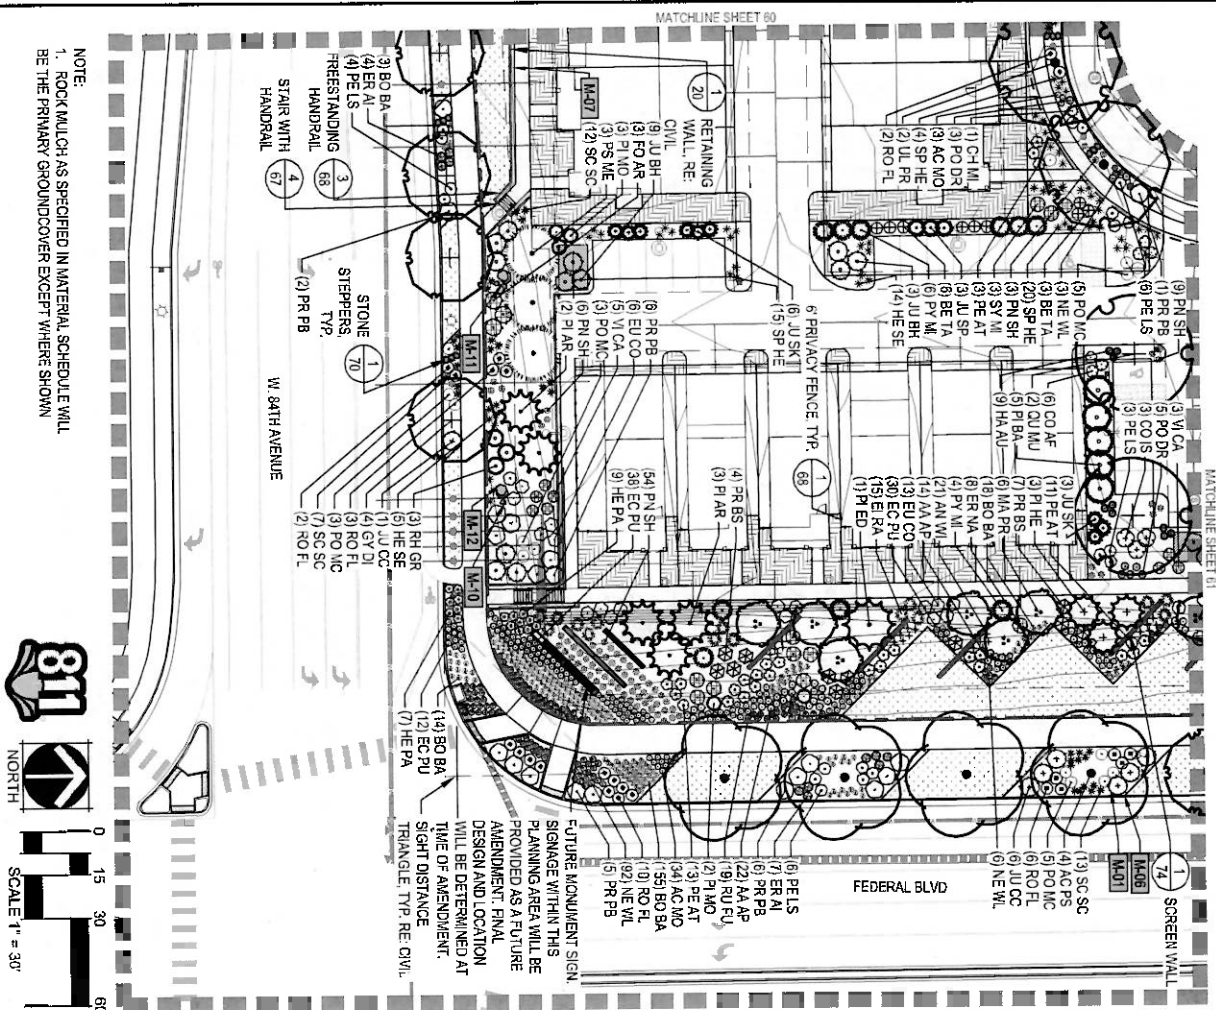 MATCHLINE SHEET 60
MATCHLINE SHEET 61
1
20
RETAINING
WALL, RE:
CIVIL
M-07
(9) JU BH
(3) FO AR
(3) PI MO
(3) PS ME
(12) SC SC
(3) BO BA
(4) ER AI
(4) PE LS
FREESTANDING
HANDRAIL
3
68
STAIR WITH
HANDRAIL
4
67
(1) CH MI
(3) PO DR
(3) AC MO
(4) SP HE
(2) UL PR
(2) RO FL
(9) PN SH
(1) PR PB
(6) PE LS
(5) PO MC
(3) NE WL
(3) BE TA
(20) SP HE
(3) PN SH
(3) SY MI
(3) PE AT
(3) JU SP
(8) BE TA
(6) PY MI
(3) JU BH
(14) HE SE
(6) JU SK
(15) SP HE
6' PRIVACY FENCE, TYP.
1
68
(8) PR PB
(6) EU CO
(5) VI CA
(3) PO MC
(6) PN SH
(2) PI AR
(3) VI CA
(5) PO DR
(3) CO IS
(3) PE LS
(6) CO AF
(2) QU MU
(5) PI BA
(9) HA AU
(3) JU SK
(11) PE AT
(3) PI HE
(7) PR BS
(6) MA PR
(18) BO BA
(8) ER NA
(4) PY MI
(21) AN WI
(14) AA AP
(13) EU CO
(30) EC PU
(15) EI RA
(1) PI ED
(4) PR BS
(3) PI AR
(54) PN SH
(38) EC PU
(9) HE PA
(2) PR PB
STONE
STEPPERS,
TYP.
1
70
M-11
M-12
W. 84TH AVENUE
(3) RH GR
(5) HE SE
(1) JU CC
(4) GY DI
(3) RO FL
(3) PO MC
(7) SC SC
(2) RO FL
(14) BO BA
(12) EC PU
(7) HE PA
SIGHT DISTANCE
TRIANGLE, TYP. RE: CIVIL
FUTURE MONUMENT SIGN.
SIGNAGE WITHIN THIS
PLANNING AREA WILL BE
PROVIDED AS A FUTURE
AMENDMENT. FINAL
DESIGN AND LOCATION
WILL BE DETERMINED AT
TIME OF AMENDMENT.
(6) PE LS
(7) ER AI
(6) PR PB
(22) AA AP
(19) RU FU
(2) PI MO
(13) PE AT
(34) AC MO
(155) BO BA
(10) RO FL
(92) NE WL
(5) PR PB
FEDERAL BLVD
1
74
SCREEN WALL
M-06
M-01
(13) SC SC
(4) AC PS
(5) PO MC
(6) RO FL
(6) JU CC
(6) NE WL
NOTE:
1. ROCK MULCH AS SPECIFIED IN MATERIAL SCHEDULE WILL
BE THE PRIMARY GROUNDCOVER EXCEPT WHERE SHOWN
811
NORTH
0 15 30
SCALE 1" = 30'